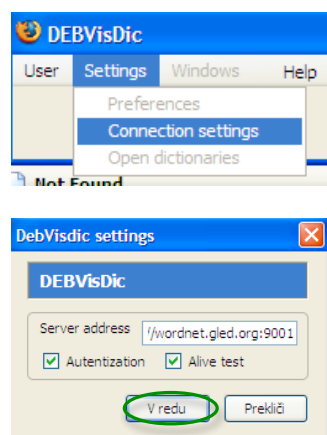 DEBVisDic
User Settings Windows Help
Preferences
Connection settings
Open dictionaries
Not Found
DebVisdic settings
DEBVisDic
Server address //wordnet.gled.org:9001
Autentization Alive test
V redu Prekliči